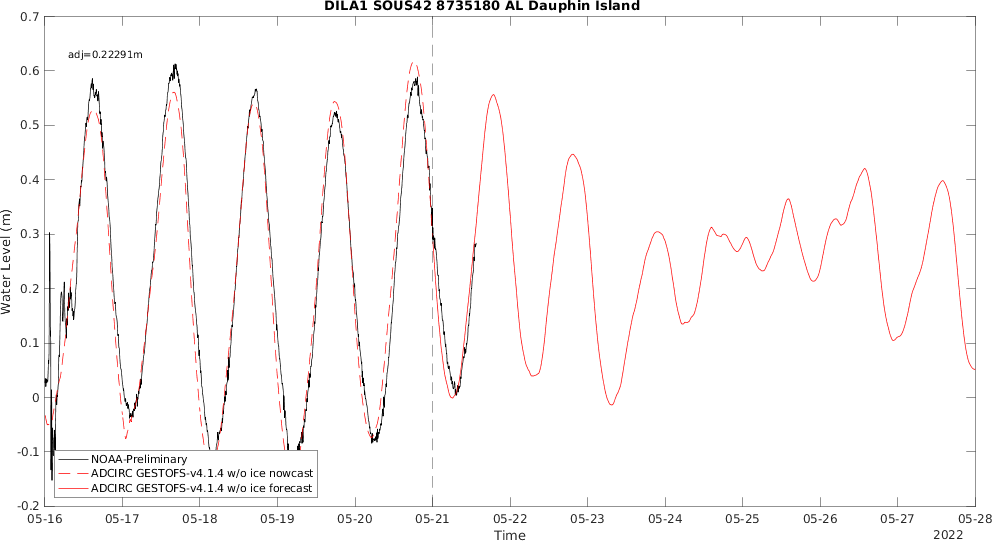 DILA1 SOUS42 8735180 AL Dauphin Island
0.7
adj=0.22291m
0.6
0.5
0.4
0.3
0.2
0.1
0
-0.1
-0.2
Water Level (m)
NOAA-Preliminary
ADCIRC GESTOFS-v4.1.4 w/o ice nowcast
ADCIRC GESTOFS-v4.1.4 w/o ice forecast
05-16 05-17 05-18 05-19 05-20 05-21 05-22 05-23 05-24 05-25 05-26 05-27 05-28
Time
2022